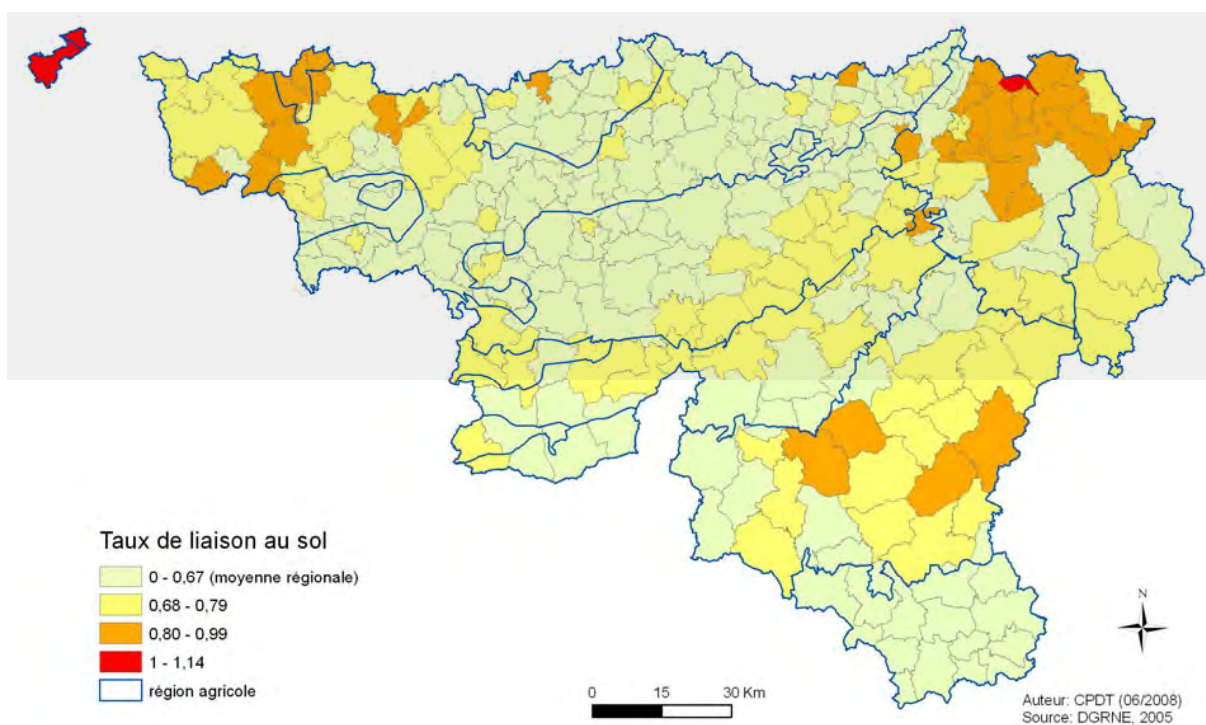 Taux de liaison au sol
0 - 0,67 (moyenne régionale)
0,68 - 0,79
0,80 - 0,99
1 - 1,14
région agricole
N
0 15 30 Km
Auteur: CPDT (06/2008)
Source: DGRNE, 2005